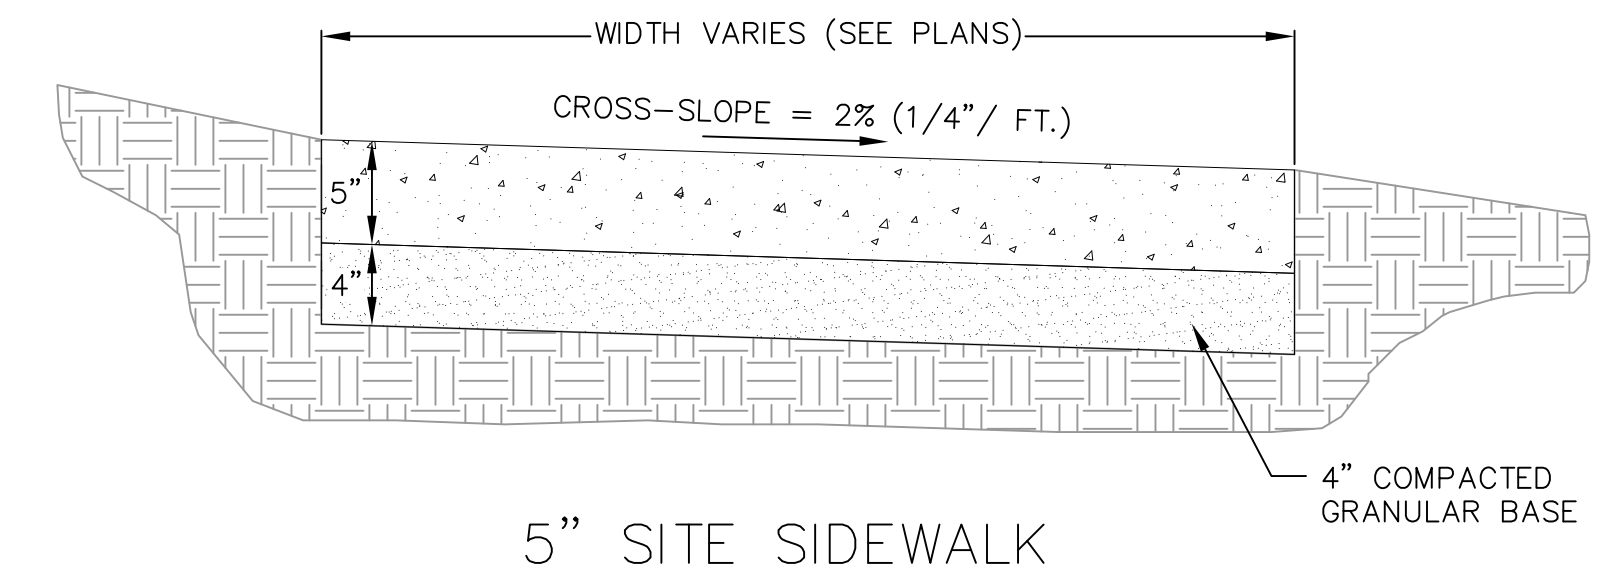 WIDTH VARIES (SEE PLANS)
CROSS-SLOPE = 2% (1/4”/ FT.)
5”
4”
4” COMPACTED
GRANULAR BASE
5” SITE SIDEWALK